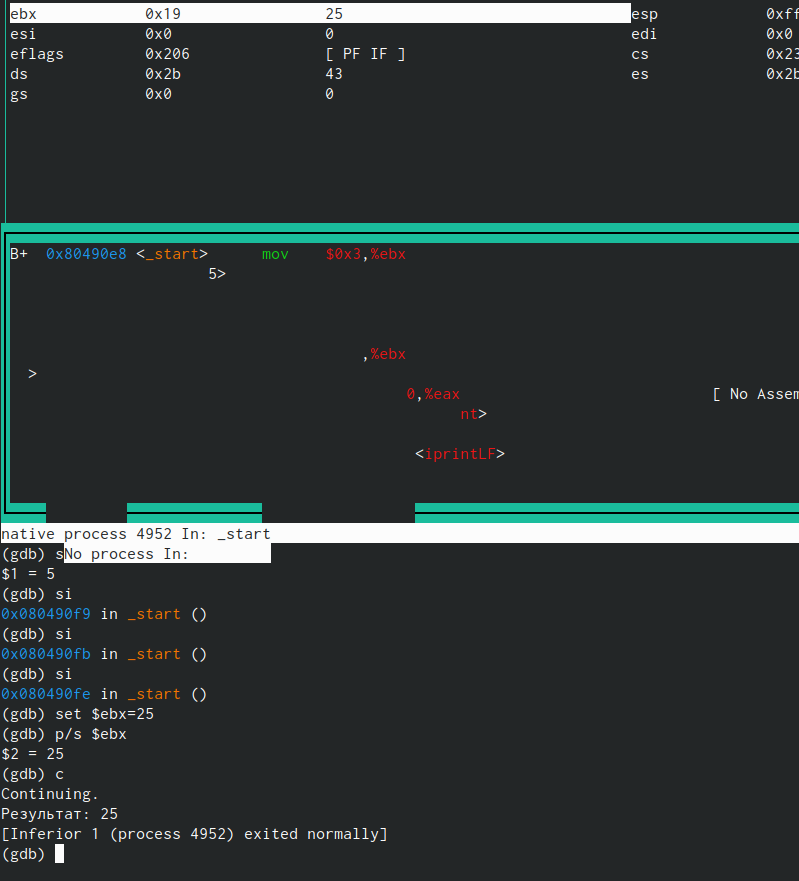 ebx 0x19 25 esp 0xff
esi 0x0 0 edi 0x0
eflags 0x206 [ PF IF ] cs 0x23
ds 0x2b 43 es 0x2b
gs 0x0 0
B+ 0x80490e8 <_start> mov $0x3,%ebx
5>
,%ebx
>
0,%eax [ No Assem
nt>
<iprintLF>
native process 4952 In: _start
(gdb) sNo process In:
$1 = 5
(gdb) si
0x080490f9 in _start ()
(gdb) si
0x080490fb in _start ()
(gdb) si
0x080490fe in _start ()
(gdb) set $ebx=25
(gdb) p/s $ebx
$2 = 25
(gdb) c
Continuing.
Результат: 25
[Inferior 1 (process 4952) exited normally]
(gdb)